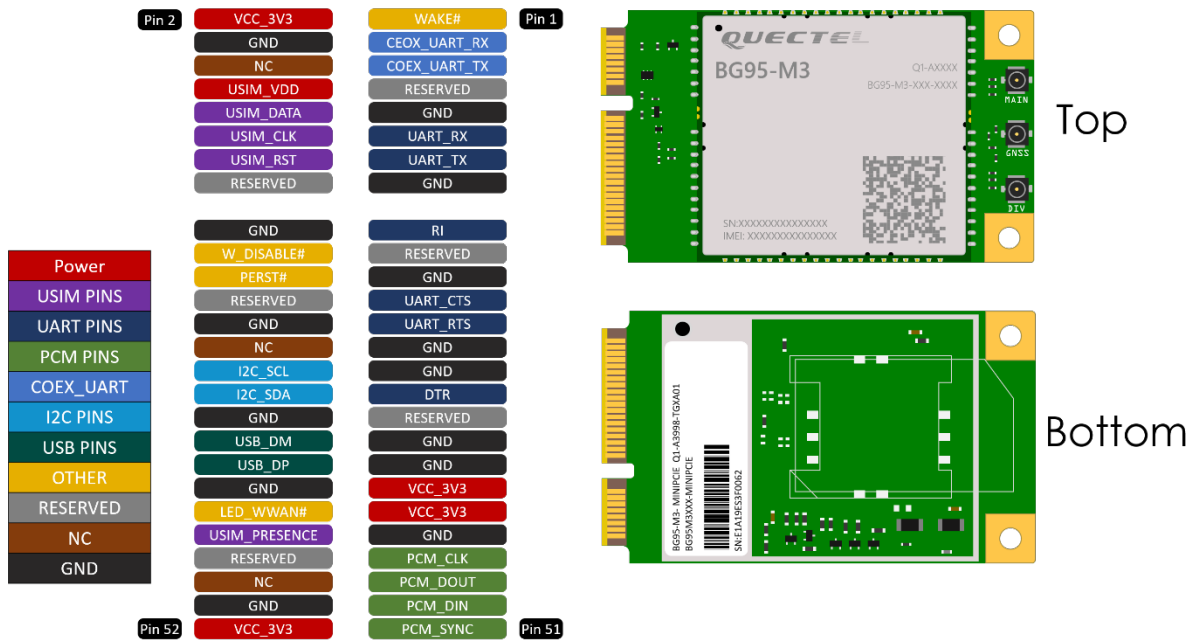 Pin 2 VCC_3V3 WAKE# Pin 1
GND CEOX_UART_RX
NC COEX_UART_TX
USIM_VDD RESERVED
USIM_DATA GND
USIM_CLK UART_RX
USIM_RST UART_TX
RESERVED GND
GND RI
W_DISABLE# RESERVED
PERST# GND
RESERVED UART_CTS
GND UART_RTS
NC GND
I2C_SCL GND
I2C_SDA DTR
GND RESERVED
USB_DM GND
USB_DP GND
GND VCC_3V3
LED_WWAN# VCC_3V3
USIM_PRESENCE GND
RESERVED PCM_CLK
NC PCM_DOUT
GND PCM_DIN
Pin 52 VCC_3V3 PCM_SYNC Pin 51
Power
USIM PINS
UART PINS
PCM PINS
COEX_UART
I2C PINS
USB PINS
OTHER
RESERVED
NC
GND
QUECTEL
BG95-M3
Q1-AXXXX
BG95-M3-XXX-XXXX
SN:XXXXXXXXXXXXXXX
IMEI: XXXXXXXXXXXXXXX
MAIN
GNSS
DIV
Top
BG95-M3- MINIPCIE Q1-A3998-TGXA01
BG95M3XXX-MINIPCIE
SN:E1A19ES3F0062
Bottom